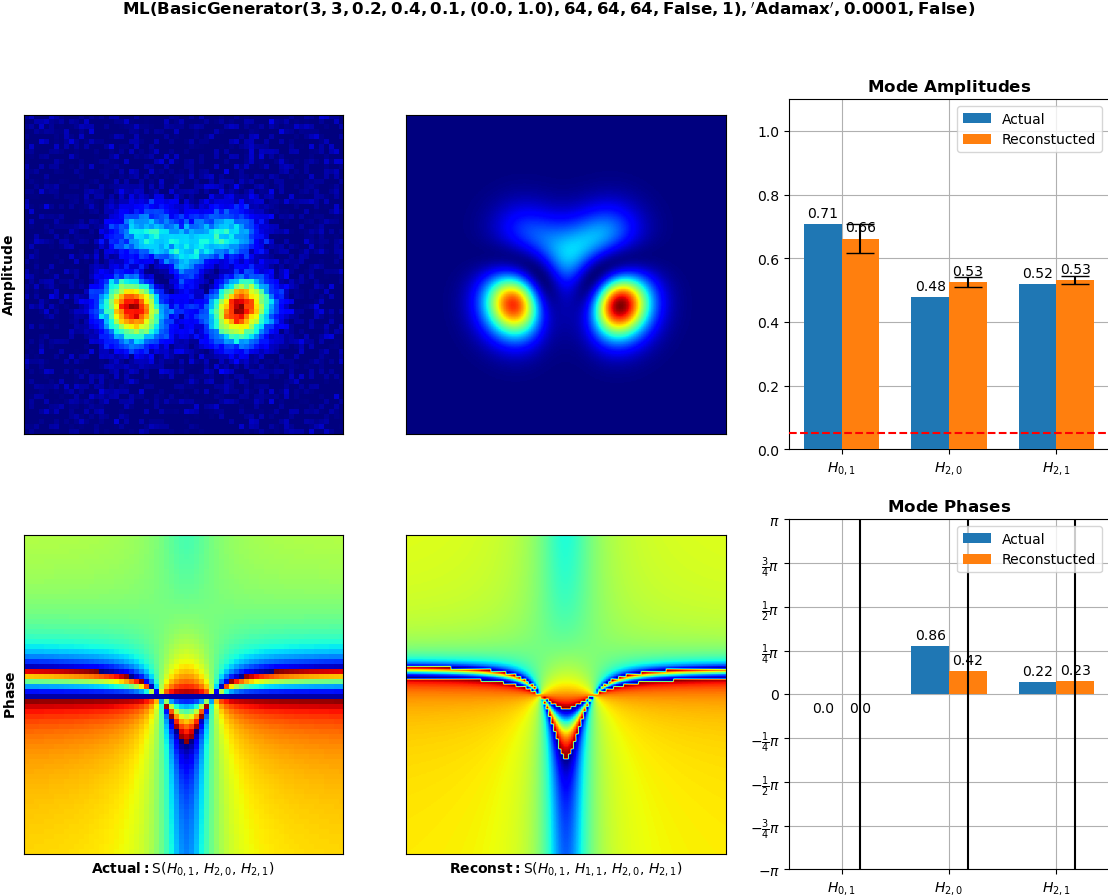 ML(BasicGenerator(3, 3, 0.2, 0.4, 0.1, (0.0, 1.0), 64, 64, 64, False, 1), 'Adamax', 0.0001, False)
Amplitude
Mode Amplitudes
Actual
Reconstucted
1.0
0.8
0.6
0.4
0.2
0.0
0.71
0.66
0.48
0.53
0.52
0.53
H0,1
H2,0
H2,1
Phase
Actual: S(H0,1, H2,0, H2,1)
Reconst: S(H0,1, H1,1, H2,0, H2,1)
Mode Phases
Actual
Reconstucted
π
3/4π
1/2π
1/4π
0
−1/4π
−1/2π
−3/4π
−π
0.0
0.0
0.86
0.42
0.22
0.23
H0,1
H2,0
H2,1